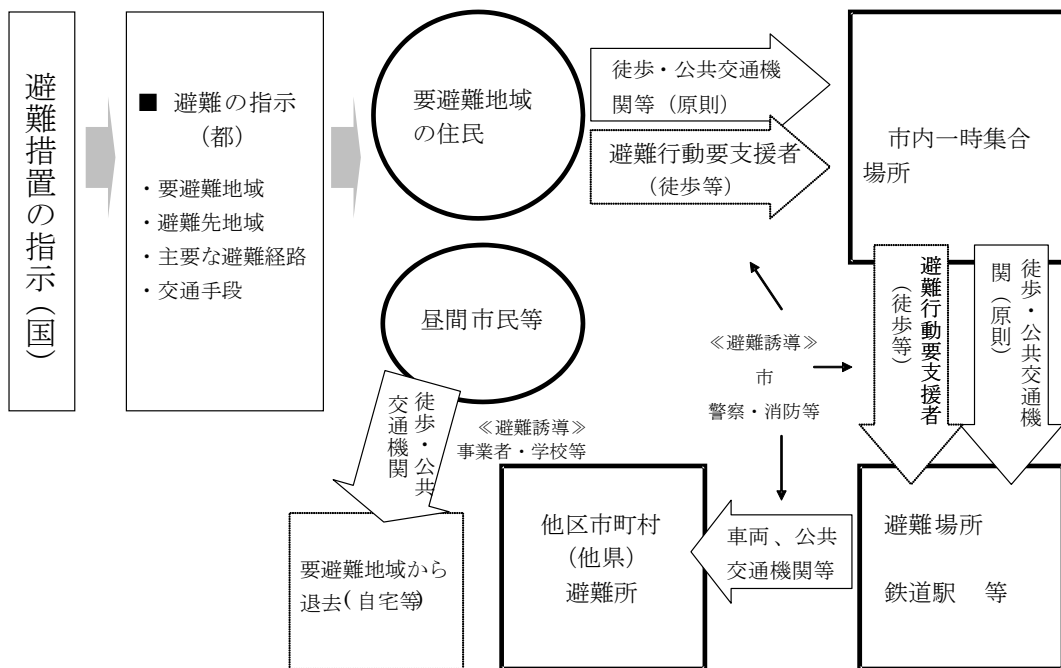 避難措置の指示（国）
■ 避難の指示
（都）
・要避難地域
・避難先地域
・主要な避難経路
・交通手段
要避難地域
の住民
徒歩・公共交通機
関等（原則）
避難行動要支援者
（徒歩等）
市内一時集合
場所
昼間市民等
≪避難誘導≫
市
警察・消防等
避難行動要支援者
（徒歩等）
徒歩・公共交通機
関（原則）
徒歩・公共
交通機関
≪避難誘導≫
事業者・学校等
要避難地域から
退去(自宅等)
他区市町村
（他県）
避難所
車両、公共
交通機関等
避難場所
鉄道駅　等